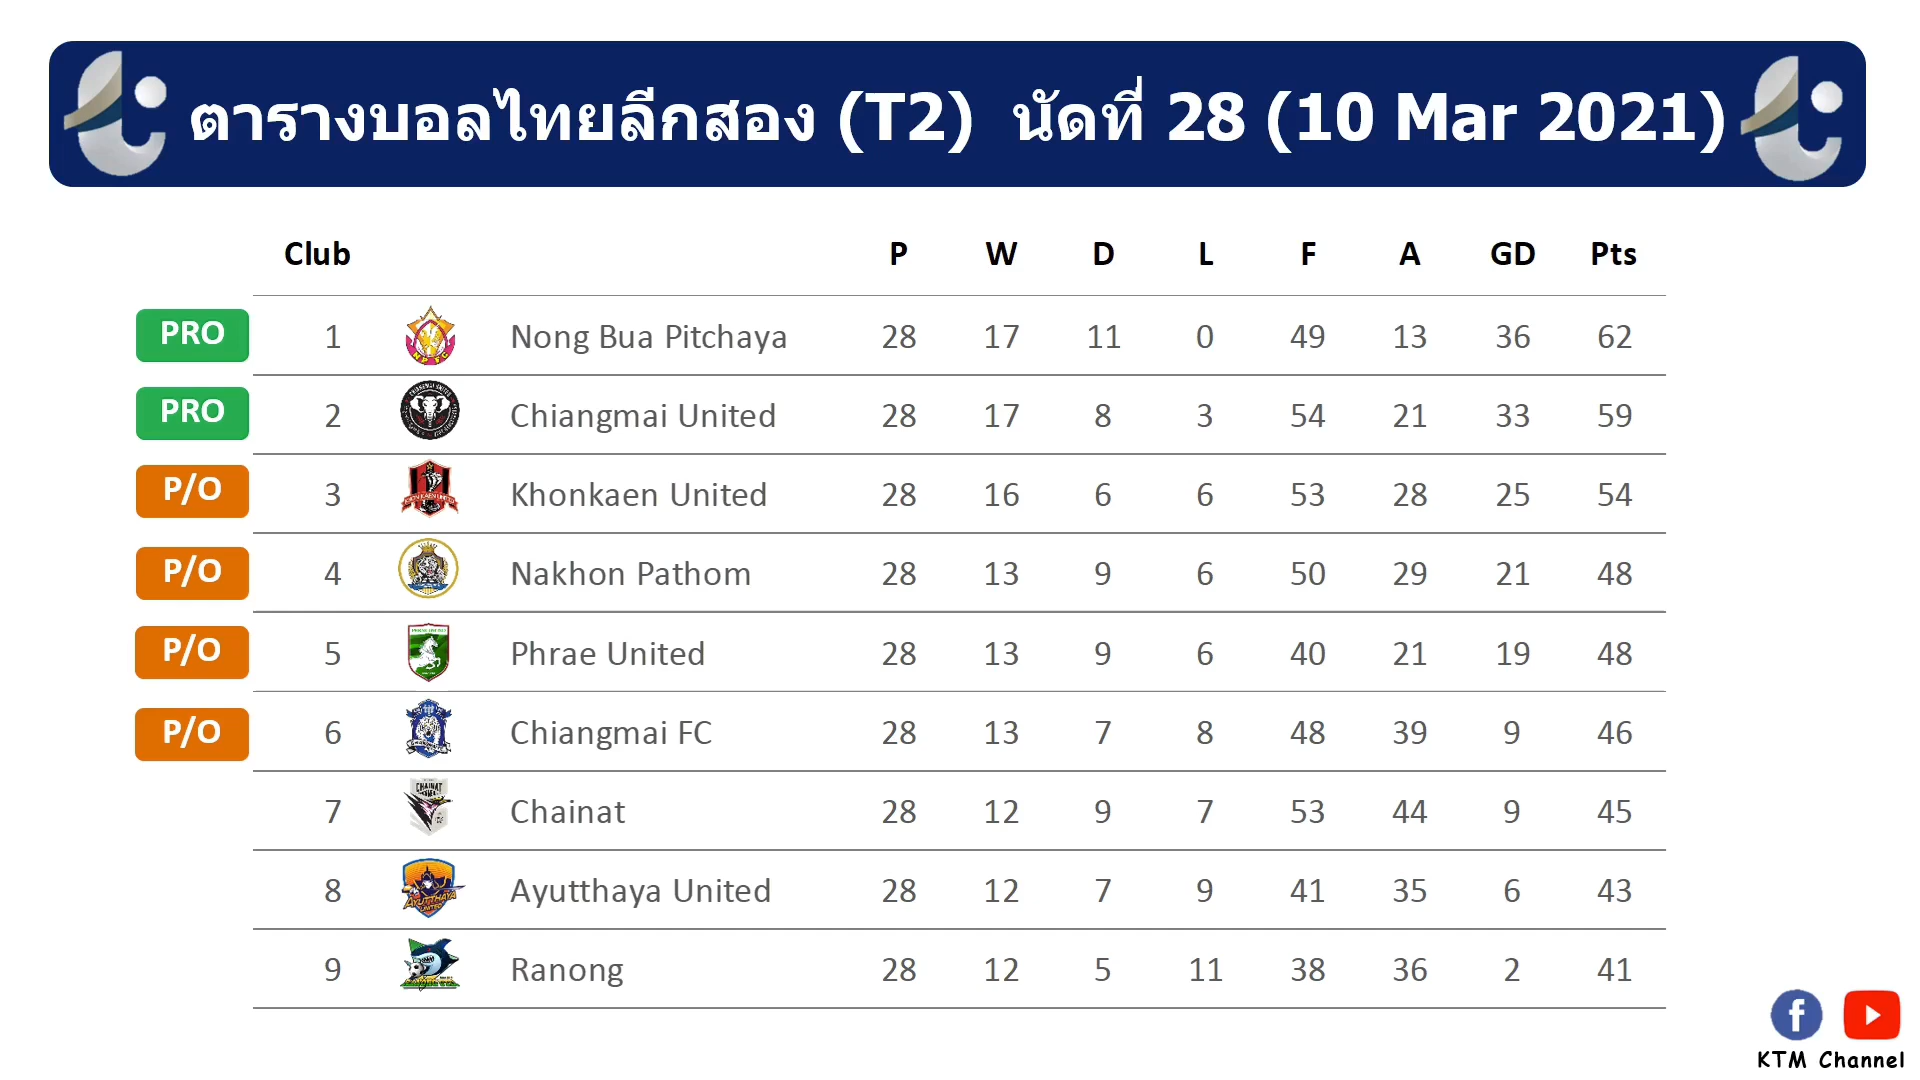 ตารางบอลไทยลีกสอง (T2) นัดที่ 28 (10 Mar 2021)
Club P W D L F A GD Pts
PRO 1 Nong Bua Pitchaya 28 17 11 0 49 13 36 62
PRO 2 Chiangmai United 28 17 8 3 54 21 33 59
P/O 3 Khonkaen United 28 16 6 6 53 28 25 54
P/O 4 Nakhon Pathom 28 13 9 6 50 29 21 48
P/O 5 Phrae United 28 13 9 6 40 21 19 48
P/O 6 Chiangmai FC 28 13 7 8 48 39 9 46
7 Chainat 28 12 9 7 53 44 9 45
8 Ayutthaya United 28 12 7 9 41 35 6 43
9 Ranong 28 12 5 11 38 36 2 41
KTM Channel